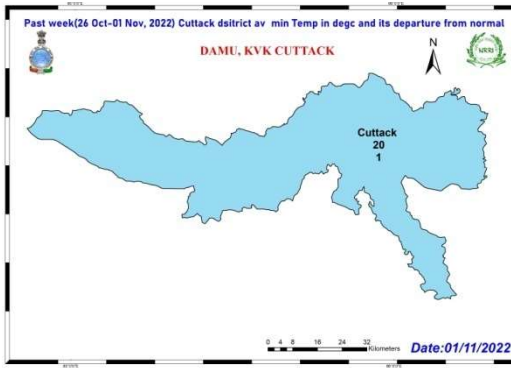 Past week(26 Oct-01 Nov, 2022) Cuttack dsitrict av min Temp in degc and its departure from normal
DAMU, KVK CUTTACK
N
NRRI
Cuttack
20
1
0 4 8 16 24 32
Kilometers
Date:01/11/2022